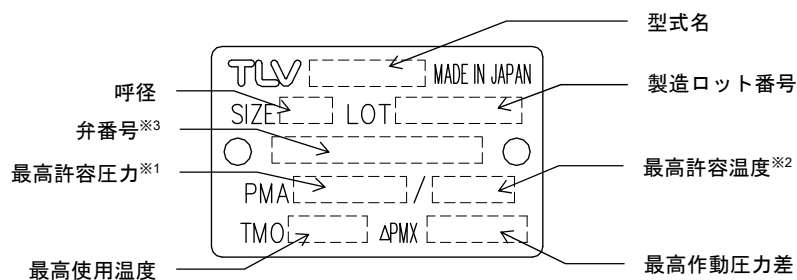 型式名
TLV MADE IN JAPAN
呼径
製造ロット番号
SIZE LOT
弁番号※3
最高許容圧力※1
最高許容温度※2
PMA /
TMO ΔPMX
最高使用温度
最高作動圧力差